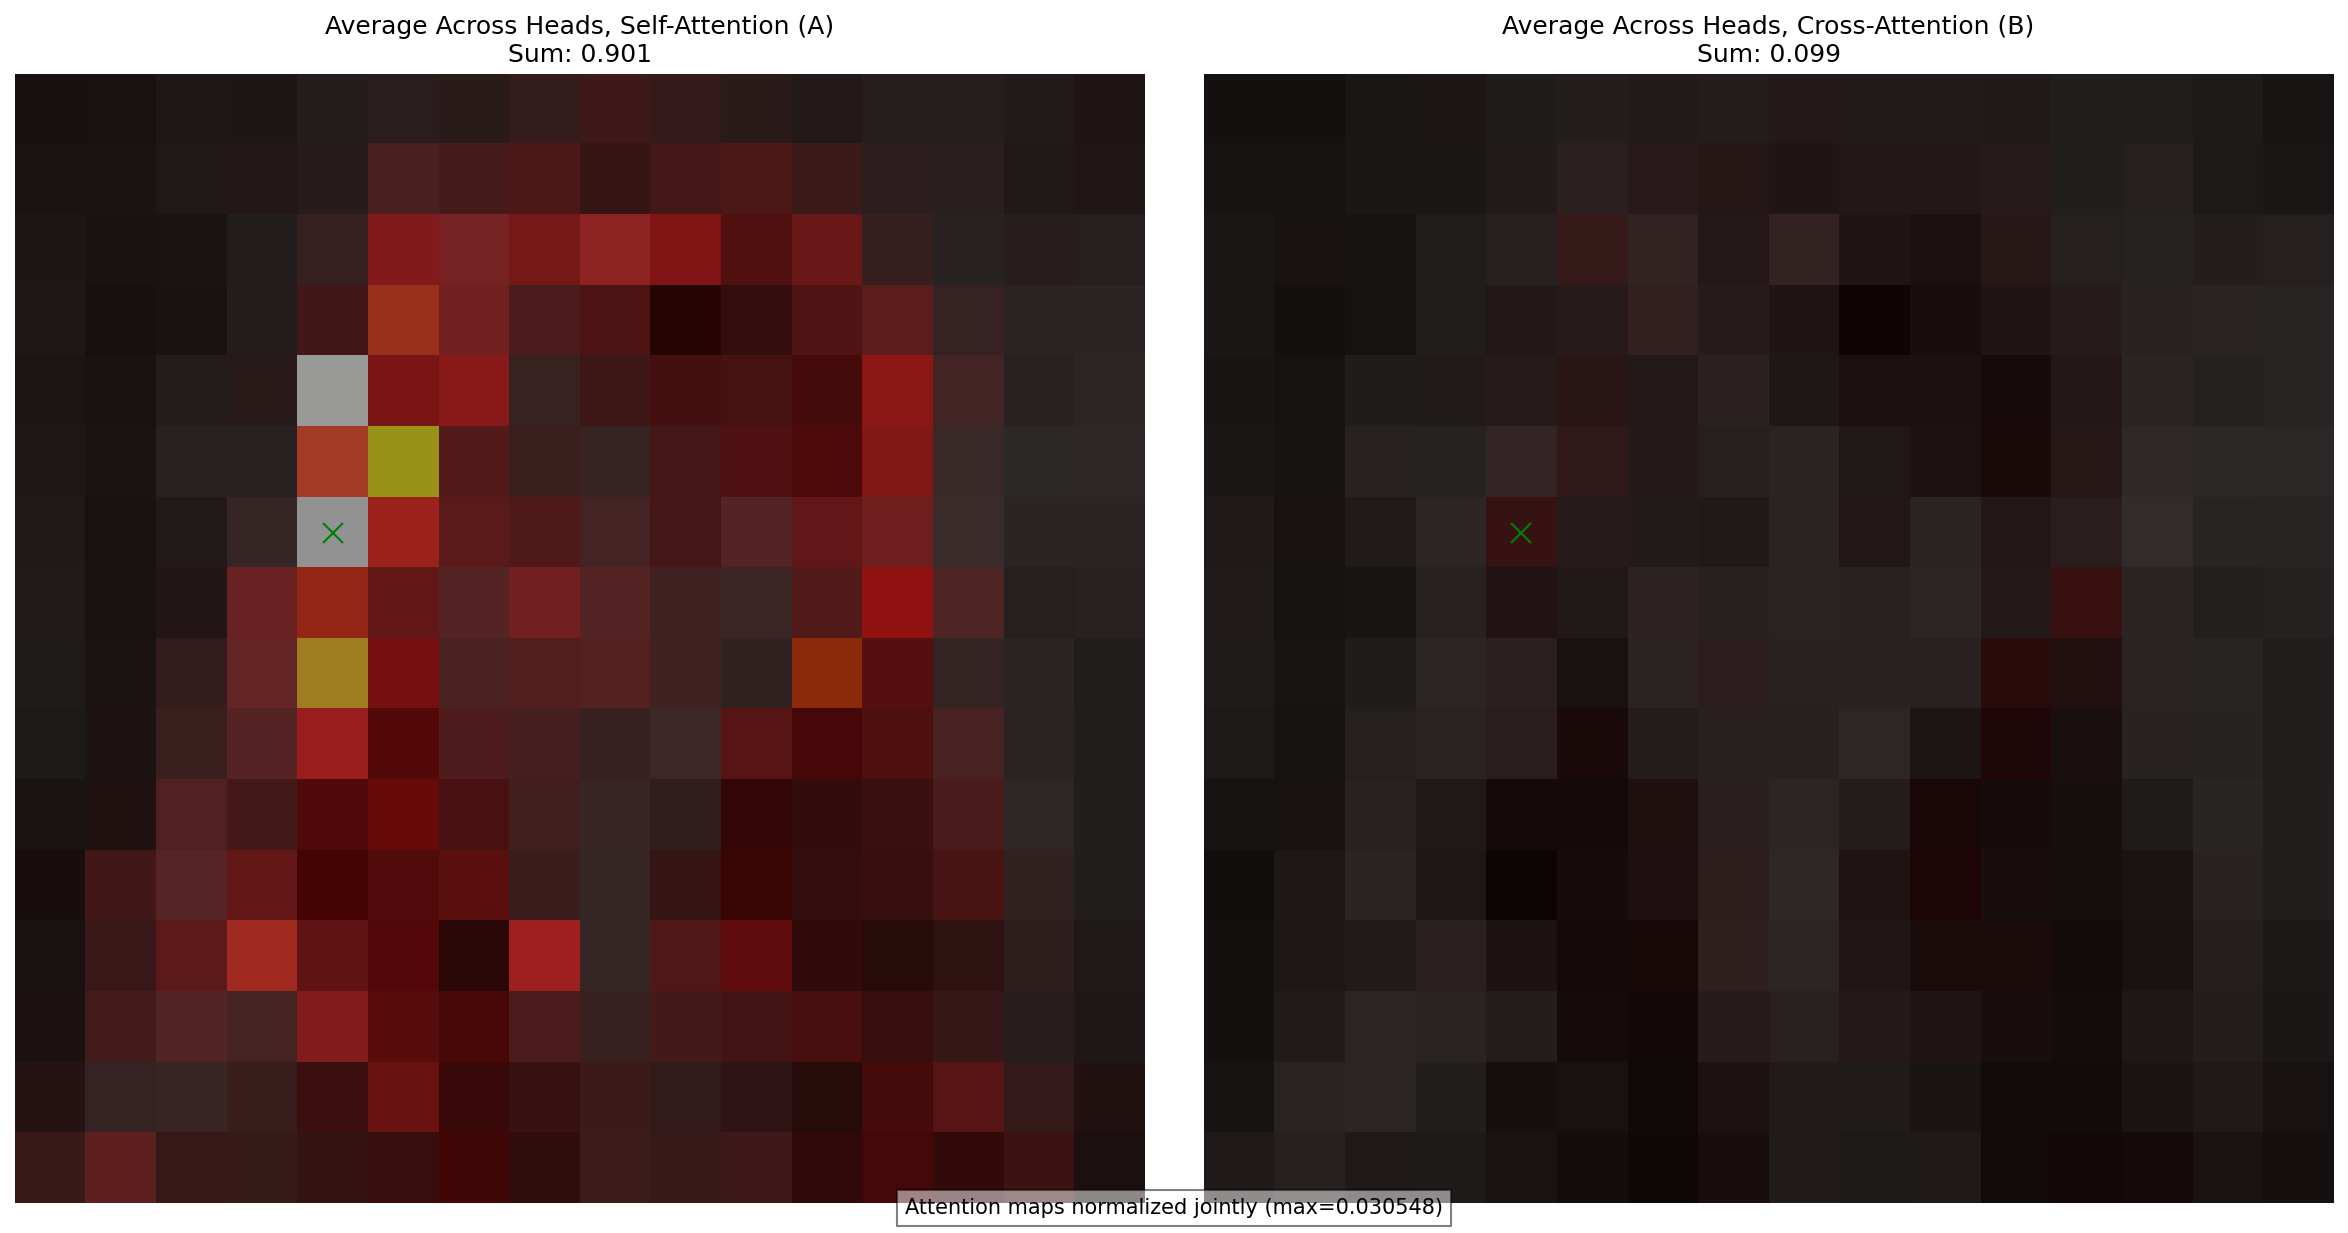 Average Across Heads, Self-Attention (A)
Sum: 0.901
Average Across Heads, Cross-Attention (B)
Sum: 0.099
Attention maps normalized jointly (max=0.030548)